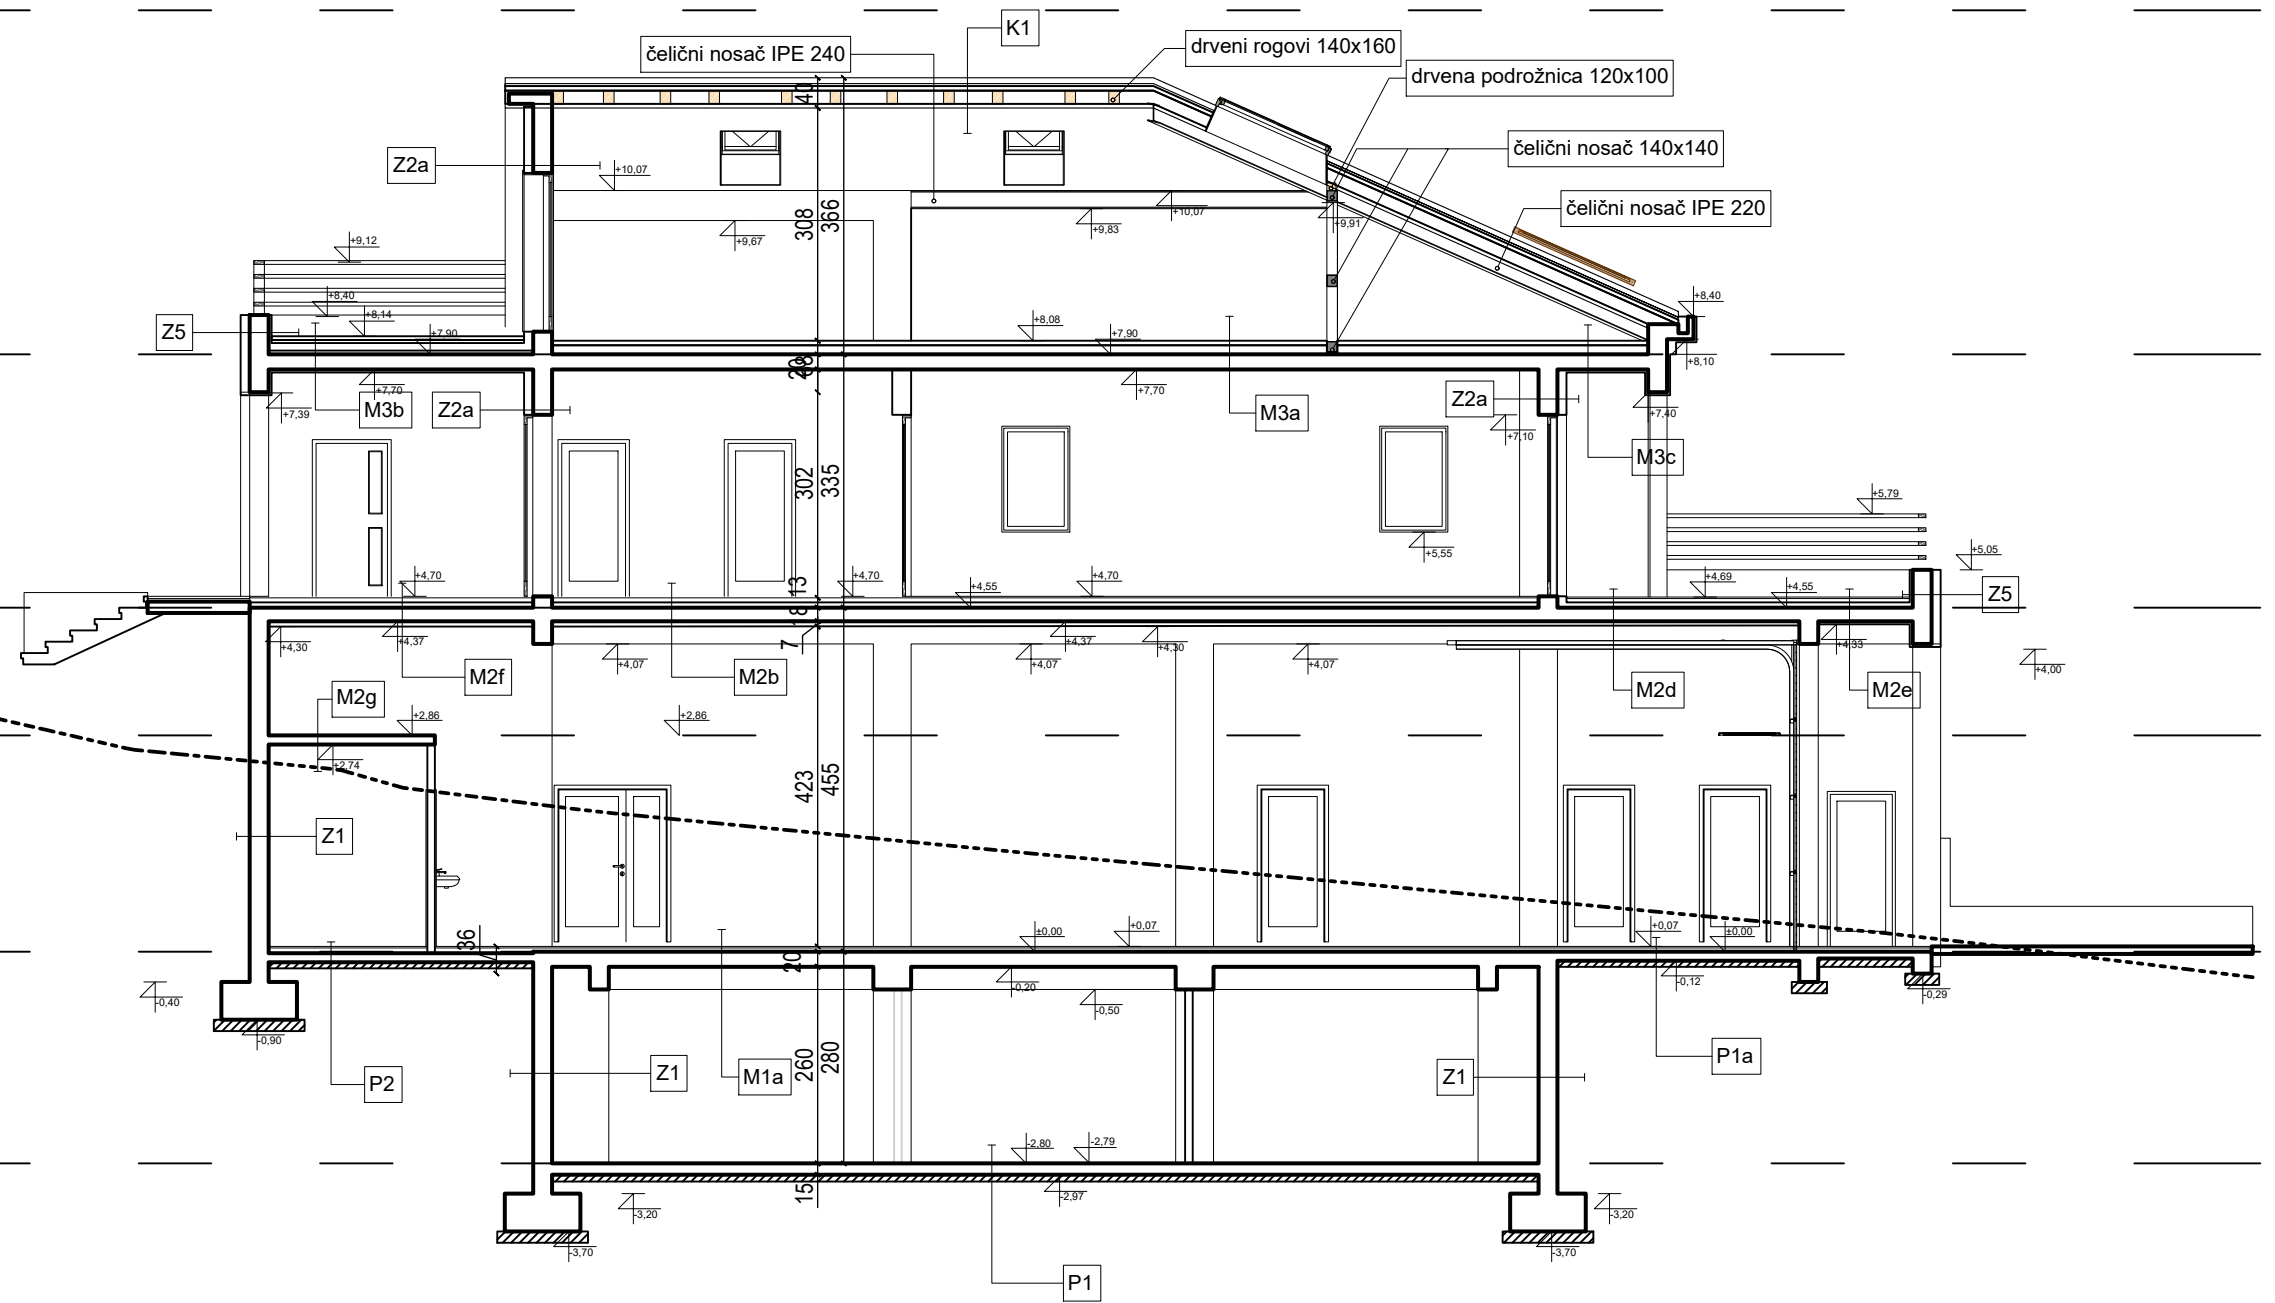 K1
čelični nosač IPE 240
drveni rogovi 140x160
drvena podrožnica 120x100
čelični nosač 140x140
čelični nosač IPE 220
40
Z2a
+10,07
308
366
+10,07
+9,83
+9,91
+9,67
+9,12
+8,40
+8,14
+7,90
Z5
+8,08
+7,90
+8,40
+8,10
+7,70
+7,39
M3b
Z2a
+7,70
M3a
Z2a
+7,10
+7,40
M3c
302
335
+5,55
+5,79
+5,05
+4,70
13
+4,70
+4,55
+4,70
+4,69
+4,55
Z5
18
7
+4,30
+4,37
+4,07
+4,07
+4,37
+4,30
+4,07
+4,33
+4,00
M2f
M2b
M2d
M2e
M2g
+2,86
+2,86
+2,74
423
455
Z1
36
±0,00
+0,07
+0,07
±0,00
20
-0,20
-0,12
-0,29
-0,40
-0,50
-0,90
260
280
P2
Z1
M1a
Z1
P1a
-2,80
-2,79
15
-2,97
-3,20
-3,20
-3,70
-3,70
P1